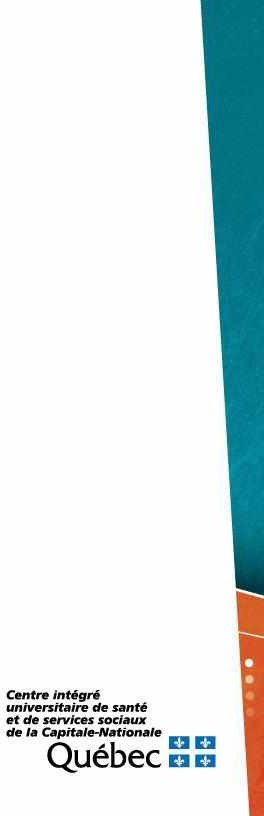 Centre intégré
universitaire de santé
et de services sociaux
de la Capitale-Nationale
Québec